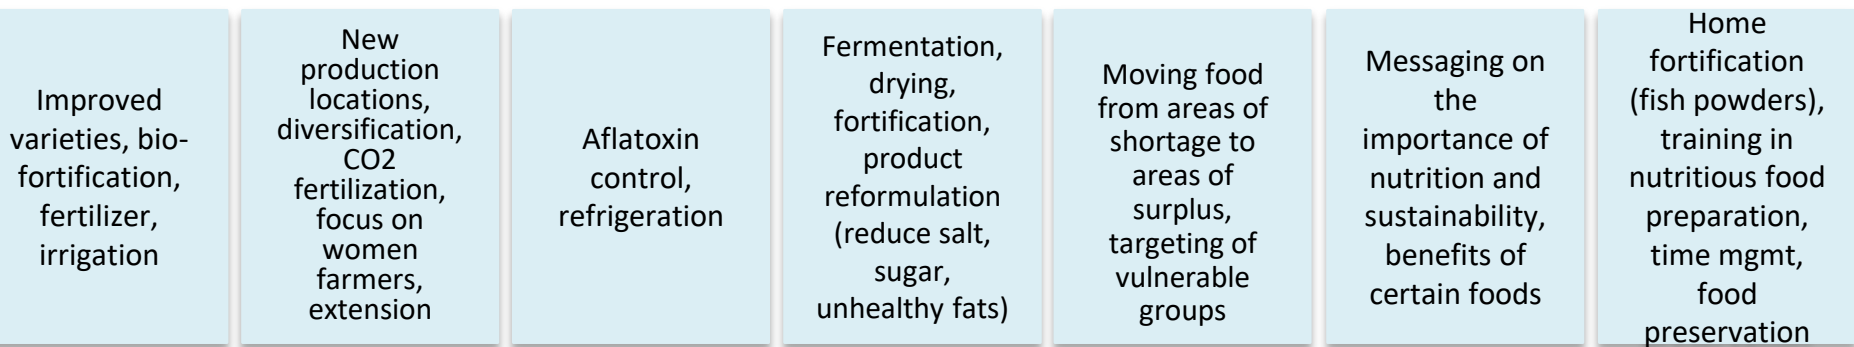 Improved
varieties, bio-
fortification,
fertilizer,
irrigation
New
production
locations,
diversification,
CO2
fertilization,
focus on
women
farmers,
extension
Aflatoxin
control,
refrigeration
Fermentation,
drying,
fortification,
product
reformulation
(reduce salt,
sugar,
unhealthy fats)
Moving food
from areas of
shortage to
areas of
surplus,
targeting of
vulnerable
groups
Messaging on
the
importance of
nutrition and
sustainability,
benefits of
certain foods
Home
fortification
(fish powders),
training in
nutritious food
preparation,
time mgmt,
food
preservation